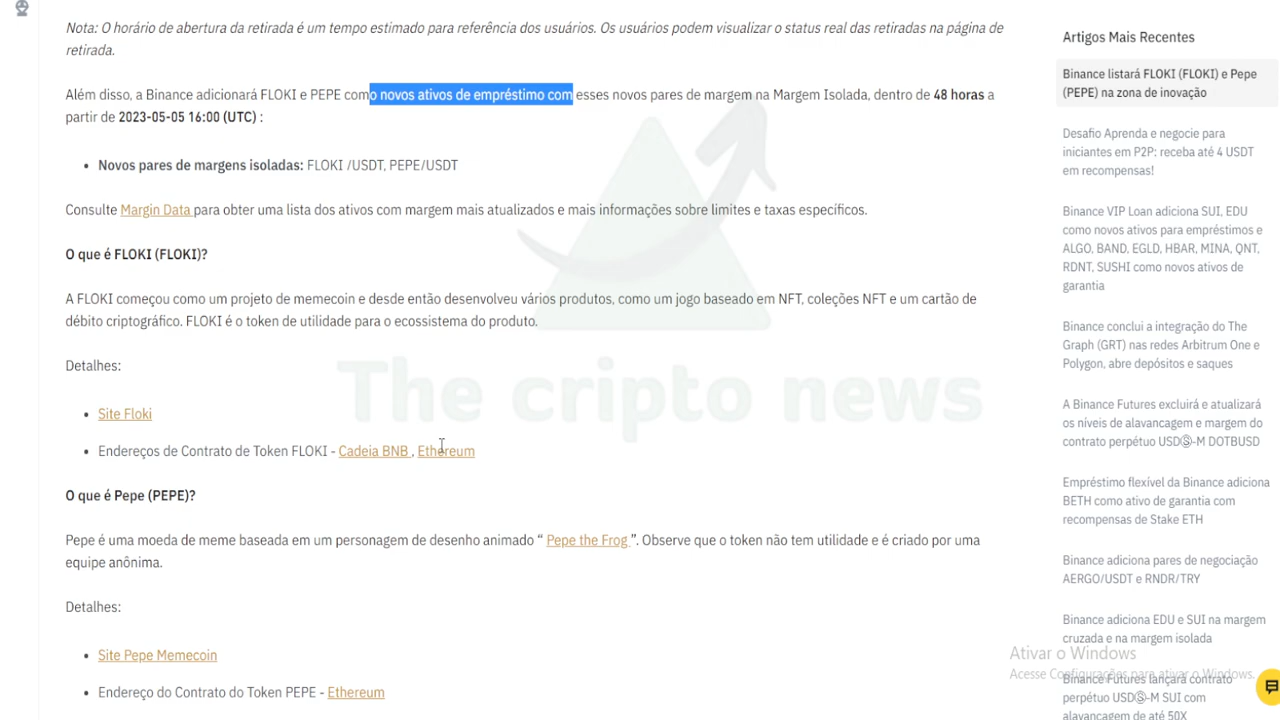 Nota: O horário de abertura da retirada é um tempo estimado para referência dos usuários. Os usuários podem visualizar o status real das retiradas na página de
retirada.
Além disso, a Binance adicionará FLOKI e PEPE como novos ativos de empréstimo com esses novos pares de margem na Margem Isolada, dentro de 48 horas a
partir de 2023-05-05 16:00 (UTC) :
• Novos pares de margens isoladas: FLOKI /USDT, PEPE/USDT
Consulte Margin Data para obter uma lista dos ativos com margem mais atualizados e mais informações sobre limites e taxas específicos.
O que é FLOKI (FLOKI)?
A FLOKI começou como um projeto de memecoin e desde então desenvolveu vários produtos, como um jogo baseado em NFT, coleções NFT e um cartão de
débito criptográfico. FLOKI é o token de utilidade para o ecossistema do produto.
The cripto news
Detalhes:
• Site Floki
• Endereços de Contrato de Token FLOKI - Cadeia BNB , Ethereum
O que é Pepe (PEPE)?
Pepe é uma moeda de meme baseada em um personagem de desenho animado “ Pepe the Frog ”. Observe que o token não tem utilidade e é criado por uma
equipe anônima.
Detalhes:
• Site Pepe Memecoin
• Endereço do Contrato do Token PEPE - Ethereum
Artigos Mais Recentes
Binance listará FLOKI (FLOKI) e Pepe
(PEPE) na zona de inovação
Desafio Aprenda e negocie para
iniciantes em P2P: receba até 4 USDT
em recompensas!
Binance VIP Loan adiciona SUI, EDU
como novos ativos para empréstimos e
ALGO, BAND, EGLD, HBAR, MINA, QNT,
RDNT, SUSHI como novos ativos de
garantia
Binance conclui a integração do The
Graph (GRT) nas redes Arbitrum One e
Polygon, abre depósitos e saques
A Binance Futures excluirá e atualizará
os níveis de alavancagem e margem do
contrato perpétuo USDⓈ-M DOTBUSD
Empréstimo flexível da Binance adiciona
BETH como ativo de garantia com
recompensas de Stake ETH
Binance adiciona pares de negociação
AERGO/USDT e RNDR/TRY
Binance adiciona EDU e SUI na margem
cruzada e na margem isolada
Ativar o Windows
Acesse Configurações para ativar o Windows.
Binance Futures lançará contrato
perpétuo USDⓈ-M SUI com
alavancagem de até 50X